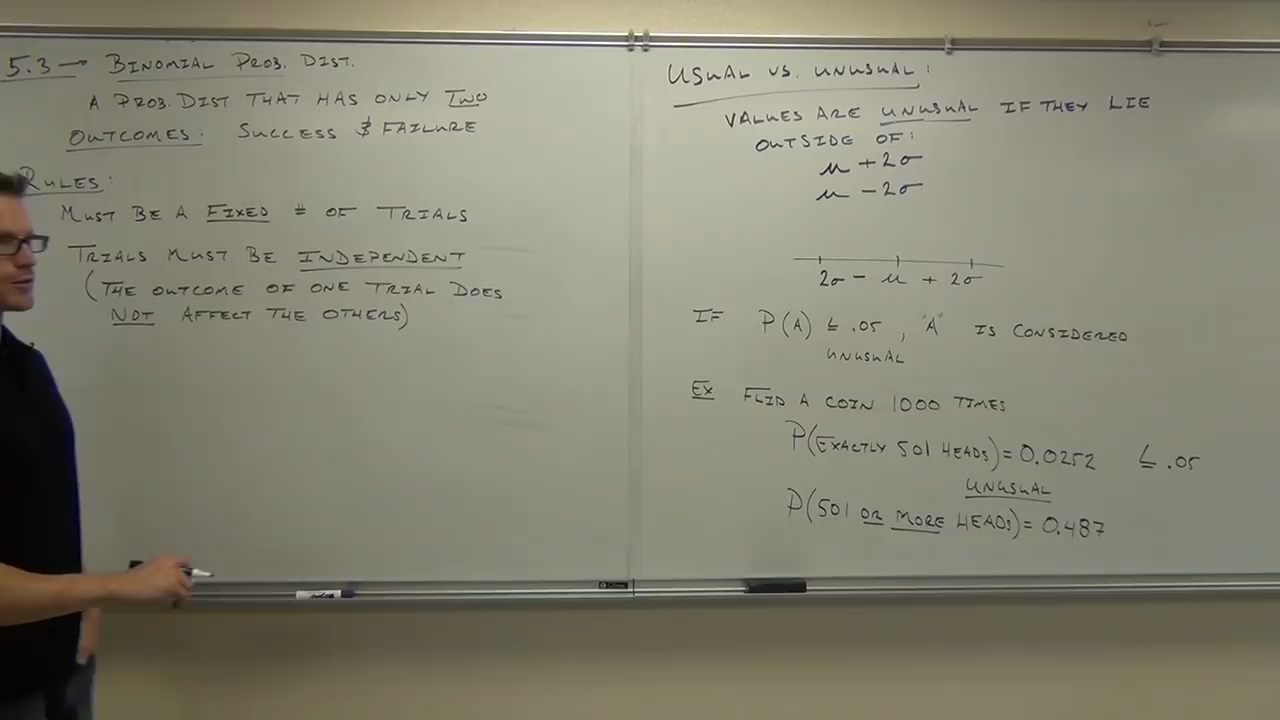 5.3 → BINOMIAL PROB. DIST.
A PROB. DIST THAT HAS ONLY TWO
OUTCOMES: SUCCESS & FAILURE
RULES:
MUST BE A FIXED # OF TRIALS
TRIALS MUST BE INDEPENDENT
(THE OUTCOME OF ONE TRIAL DOES
NOT AFFECT THE OTHERS)
USUAL VS. UNUSUAL:
VALUES ARE UNUSUAL IF THEY LIE
OUTSIDE OF:
μ + 2σ
μ - 2σ
2σ - μ + 2σ
IF P(A) ≤ .05, "A" IS CONSIDERED
UNUSUAL
EX FLIP A COIN 1000 TIMES
P(EXACTLY 501 HEADS) = 0.0252 ≤ .05
UNUSUAL
P(501 OR MORE HEADS) = 0.487